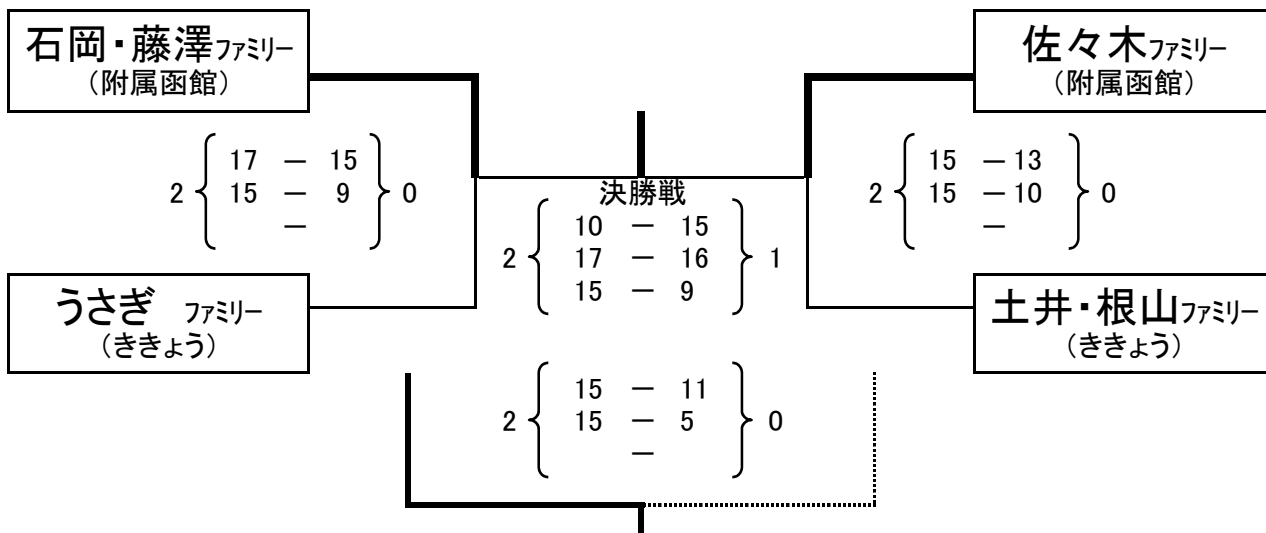 石岡・藤澤ファミリー
（附属函館）
佐々木ファミリー
（附属函館）
2 17 － 15 0
15 － 9
－
2 15 －13 0
15 －10
－
決勝戦
2 10 － 15 1
17 － 16
15 － 9
うさぎ ファミリー
（ききょう）
土井・根山ファミリー
（ききょう）
2 15 － 11 0
15 － 5
－